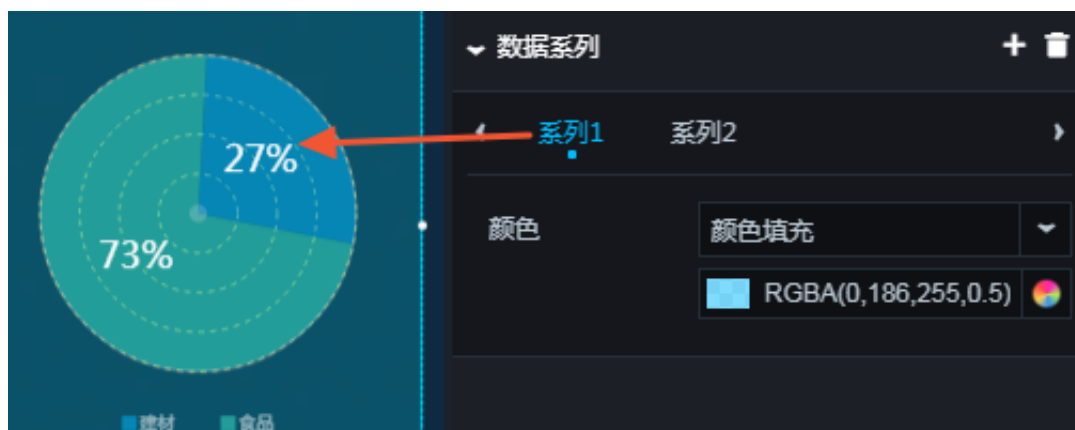 27%
73%
建材 食品
数据系列
系列1 系列2
颜色 颜色填充
RGBA(0,186,255,0.5)